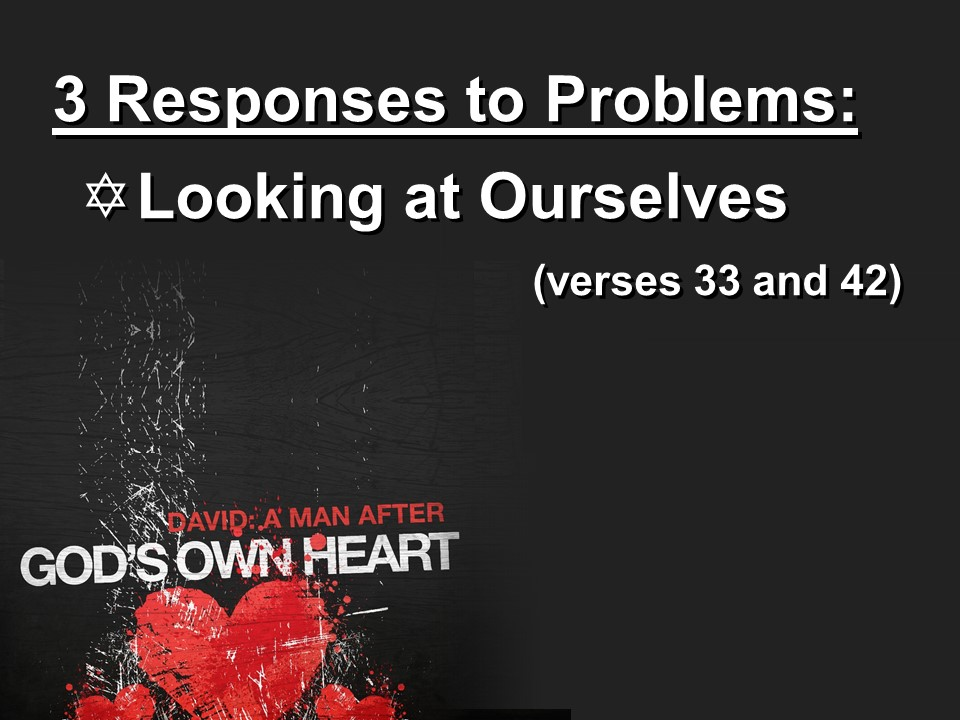 3 Responses to Problems:
✡ Looking at Ourselves
(verses 33 and 42)
DAVID: A MAN AFTER
GOD'S OWN HEART